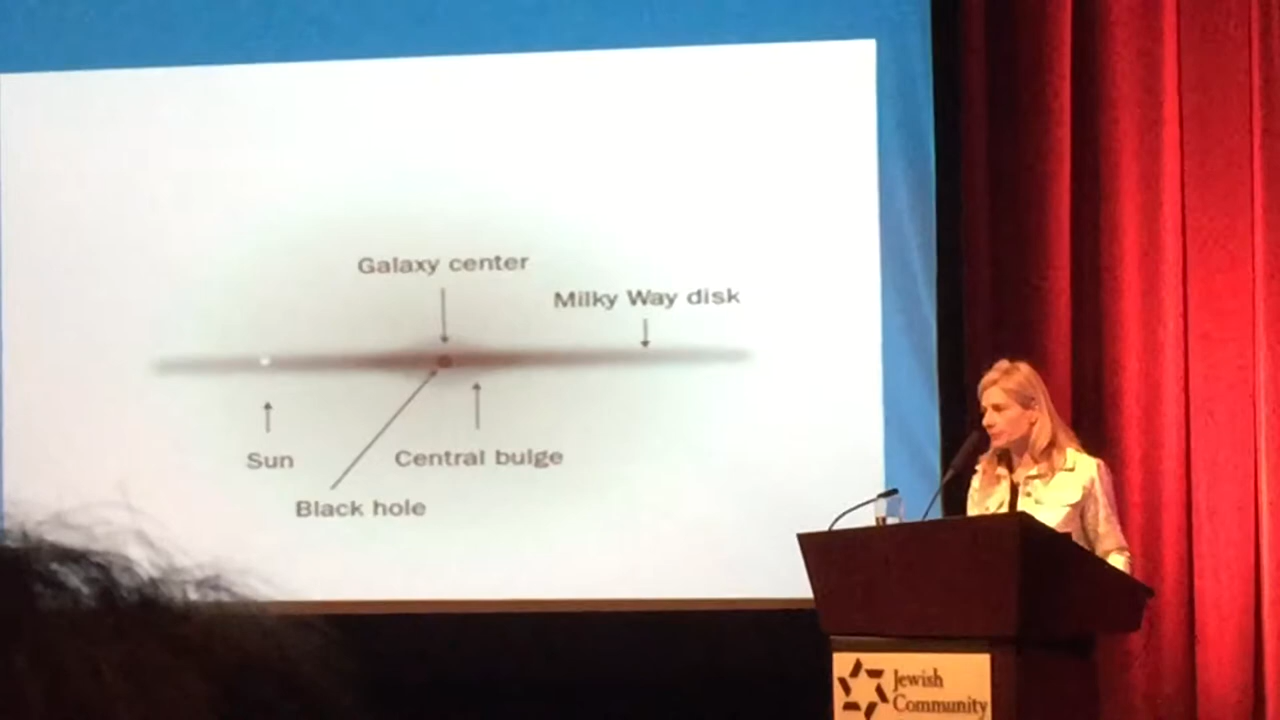 Galaxy center
Milky Way disk
Sun
Central bulge
Black hole
Jewish
Community